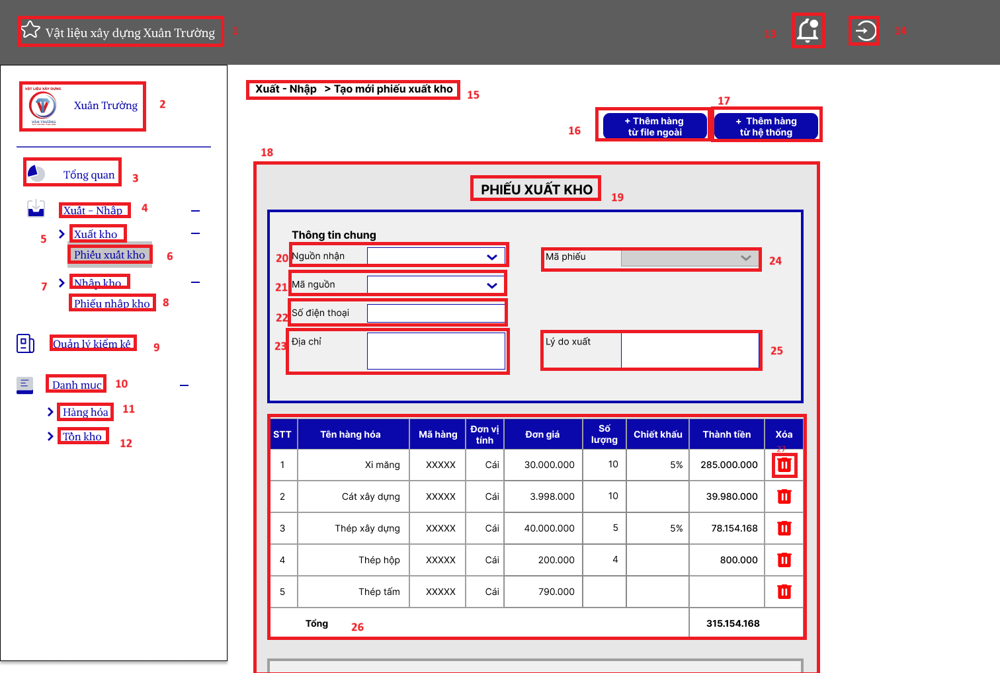 Vật liệu xây dựng Xuân Trường 1
13 14
VẬT LIỆU XÂY DỰNG
Xuân Trường 2
VÂN TRƯỜNG
Tổng quan 3
Xuất - Nhập 4
5 Xuất kho
Phiếu xuất kho 6
7 Nhập kho
Phiếu nhập kho 8
Quản lý kiểm kê 9
Danh mục 10
Hàng hóa 11
Tồn kho 12
Xuất - Nhập > Tạo mới phiếu xuất kho 15
16 + Thêm hàng
từ file ngoài
17
+ Thêm hàng
từ hệ thống
18
PHIẾU XUẤT KHO 19
Thông tin chung
20 Nguồn nhận
Mã phiếu 24
21 Mã nguồn
22 Số điện thoại
23 Địa chỉ
Lý do xuất 25
STT Tên hàng hóa Mã hàng Đơn vị tính Đơn giá Số lượng Chiết khấu Thành tiền Xóa
27
1 Xi măng XXXXX Cái 30.000.000 10 5% 285.000.000
2 Cát xây dựng XXXXX Cái 3.998.000 10 39.980.000
3 Thép xây dựng XXXXX Cái 40.000.000 5 5% 78.154.168
4 Thép hộp XXXXX Cái 200.000 4 800.000
5 Thép tấm XXXXX Cái 790.000
Tổng 26 315.154.168